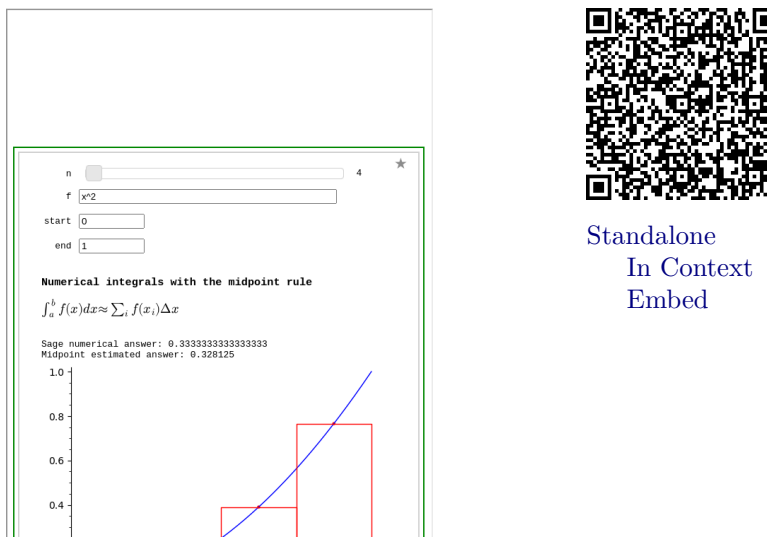 n 4
f x^2
start 0
end 1
Numerical integrals with the midpoint rule
∫_a^b f(x)dx≈ ∑_i f(x_i)Δx
Sage numerical answer: 0.3333333333333333
Midpoint estimated answer: 0.328125
1.0
0.8
0.6
0.4
Standalone
In Context
Embed